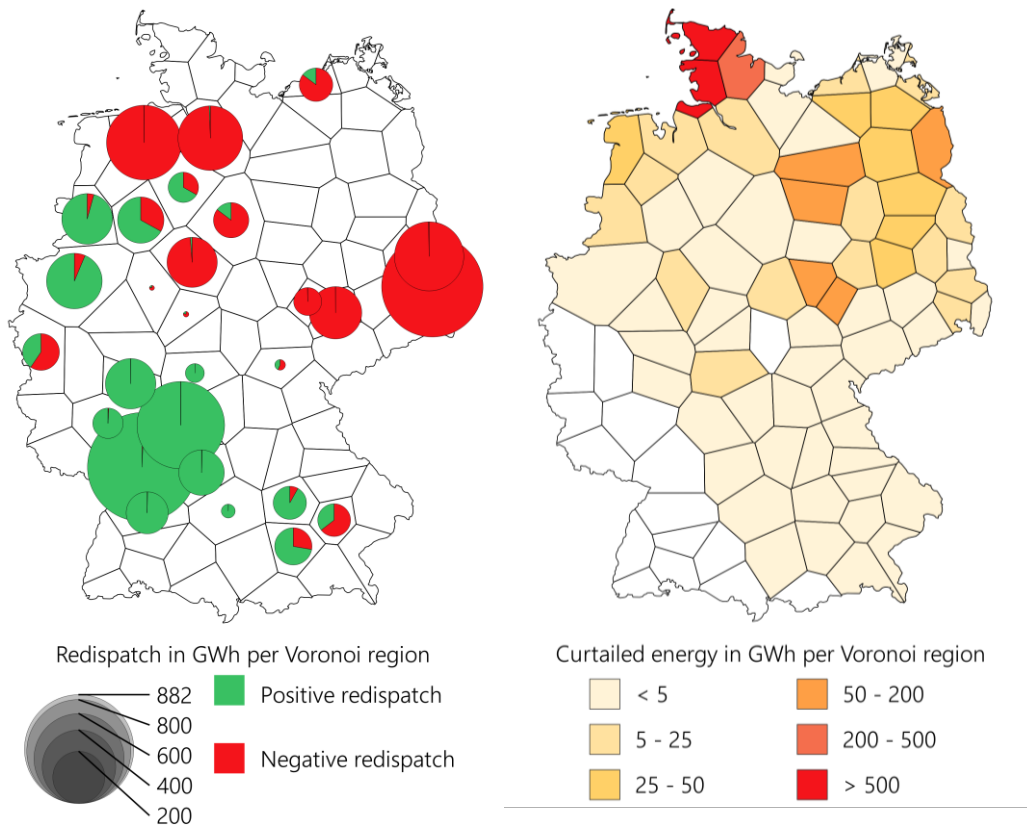 Redispatch in GWh per Voronoi region
882
800
600
400
200
Positive redispatch
Negative redispatch
Curtailed energy in GWh per Voronoi region
< 5
5 - 25
25 - 50
50 - 200
200 - 500
> 500